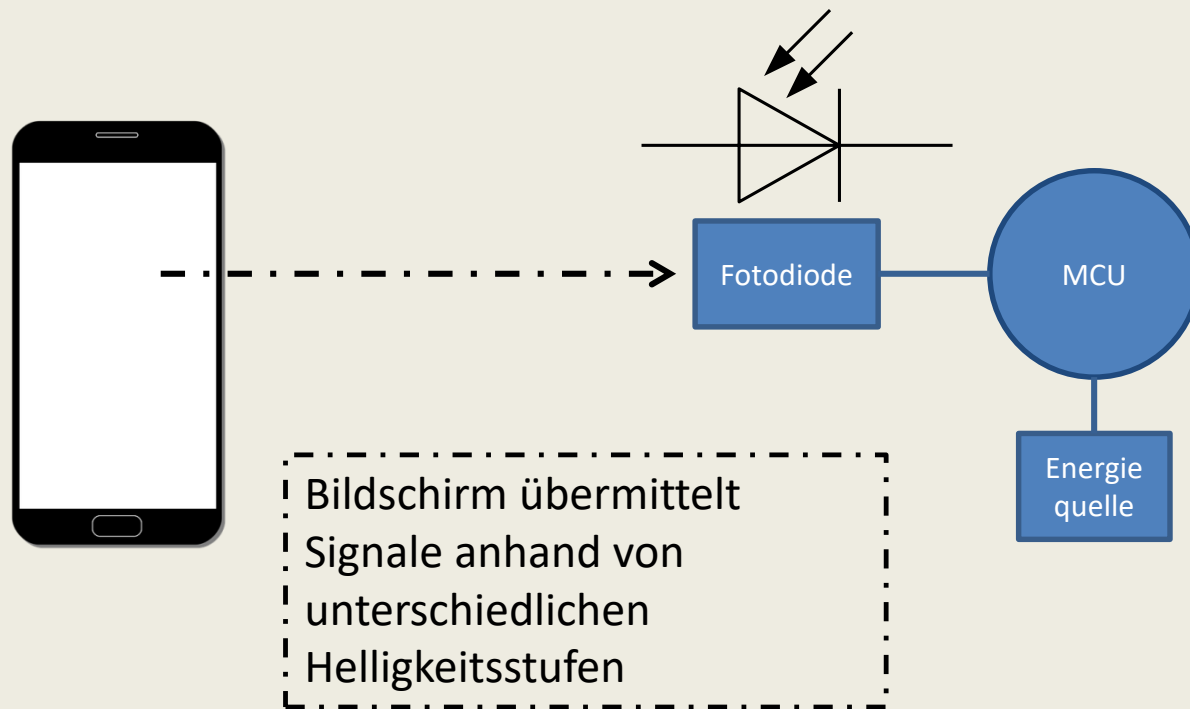 Fotodiode
MCU
Energie
quelle
Bildschirm übermittelt
Signale anhand von
unterschiedlichen
Helligkeitsstufen